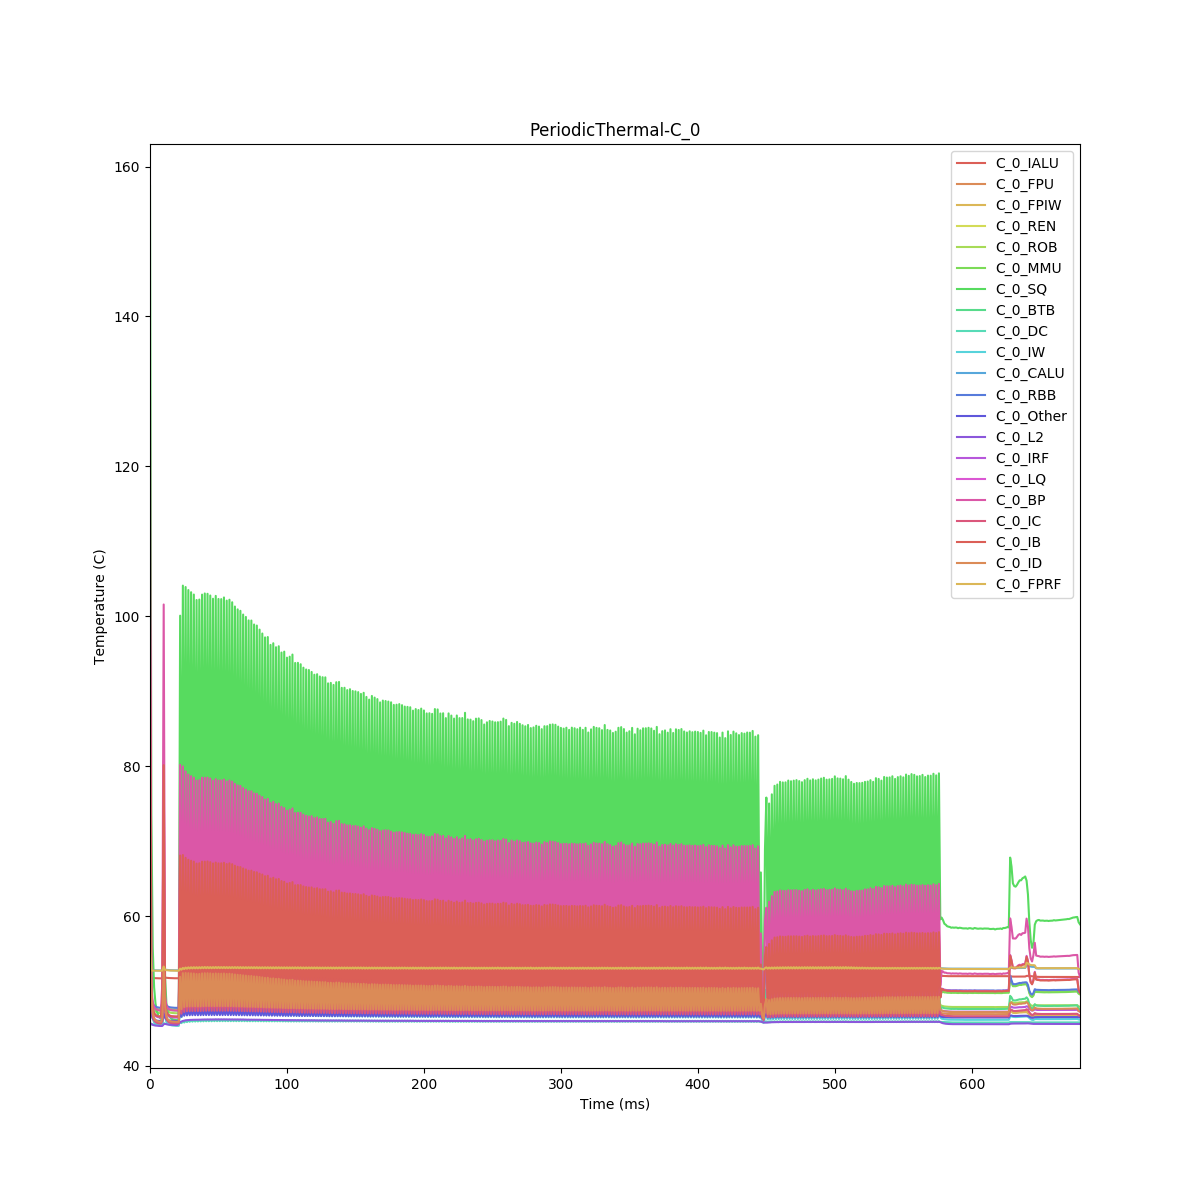 PeriodicThermal-C_0
160
140
120
100
80
60
40
Temperature (C)
0 100 200 300 400 500 600
Time (ms)
C_0_IALU
C_0_FPU
C_0_FPIW
C_0_REN
C_0_ROB
C_0_MMU
C_0_SQ
C_0_BTB
C_0_DC
C_0_IW
C_0_CALU
C_0_RBB
C_0_Other
C_0_L2
C_0_IRF
C_0_LQ
C_0_BP
C_0_IC
C_0_IB
C_0_ID
C_0_FPRF